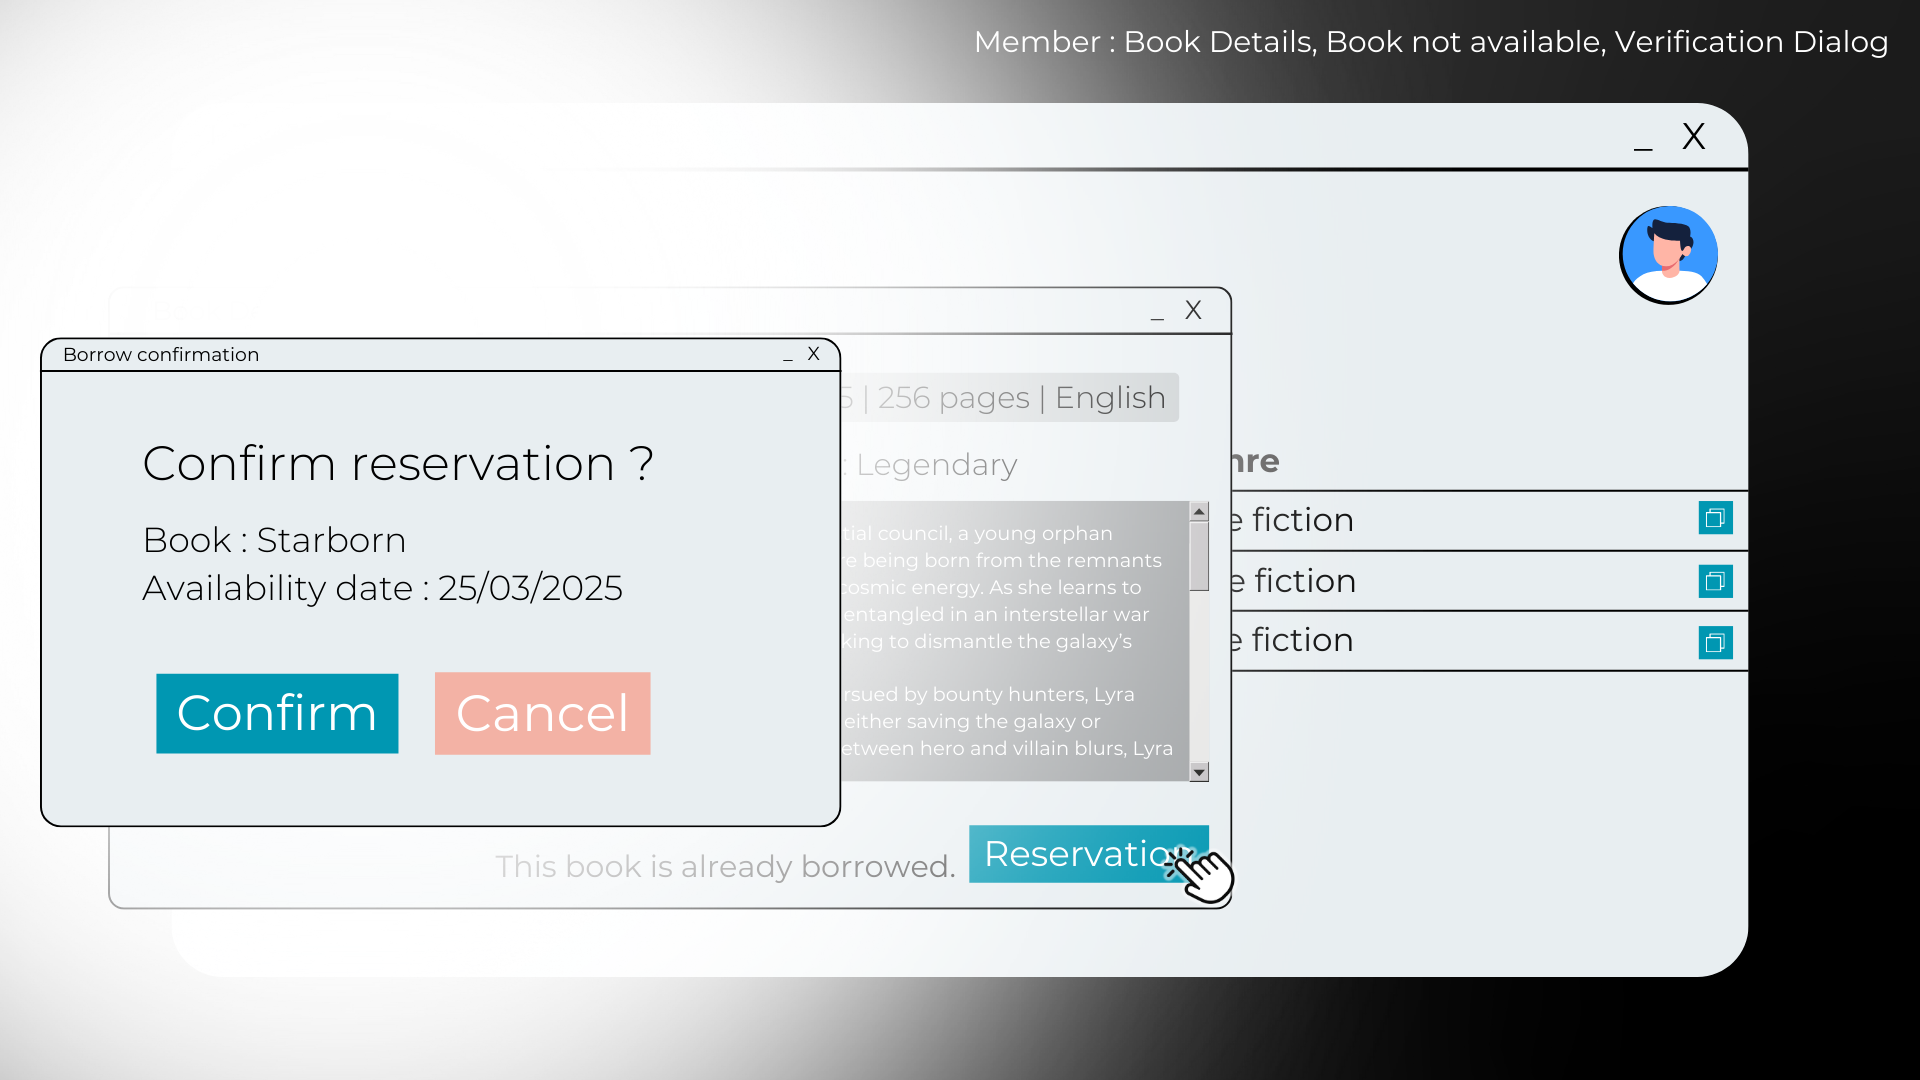 Member : Book Details, Book not available, Verification Dialog
_ X
_ X
Borrow confirmation
_ X
Confirm reservation ?
Book : Starborn
Availability date : 25/03/2025
Confirm
Cancel
5 | 256 pages | English
: Legendary
tial council, a young orphan
re being born from the remnants
cosmic energy. As she learns to
entangled in an interstellar war
king to dismantle the galaxy's
rsued by bounty hunters, Lyra
either saving the galaxy or
etween hero and villain blurs, Lyra
This book is already borrowed.
Reservatio
nre
e fiction
e fiction
e fiction